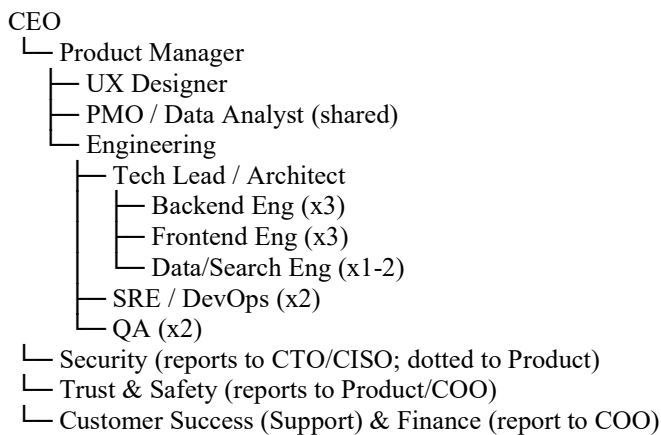 CEO
└─ Product Manager
├─ UX Designer
├─ PMO / Data Analyst (shared)
└─ Engineering
├─ Tech Lead / Architect
├─ Backend Eng (x3)
├─ Frontend Eng (x3)
└─ Data/Search Eng (x1-2)
├─ SRE / DevOps (x2)
└─ QA (x2)
└─ Security (reports to CTO/CISO; dotted to Product)
└─ Trust & Safety (reports to Product/COO)
└─ Customer Success (Support) & Finance (report to COO)